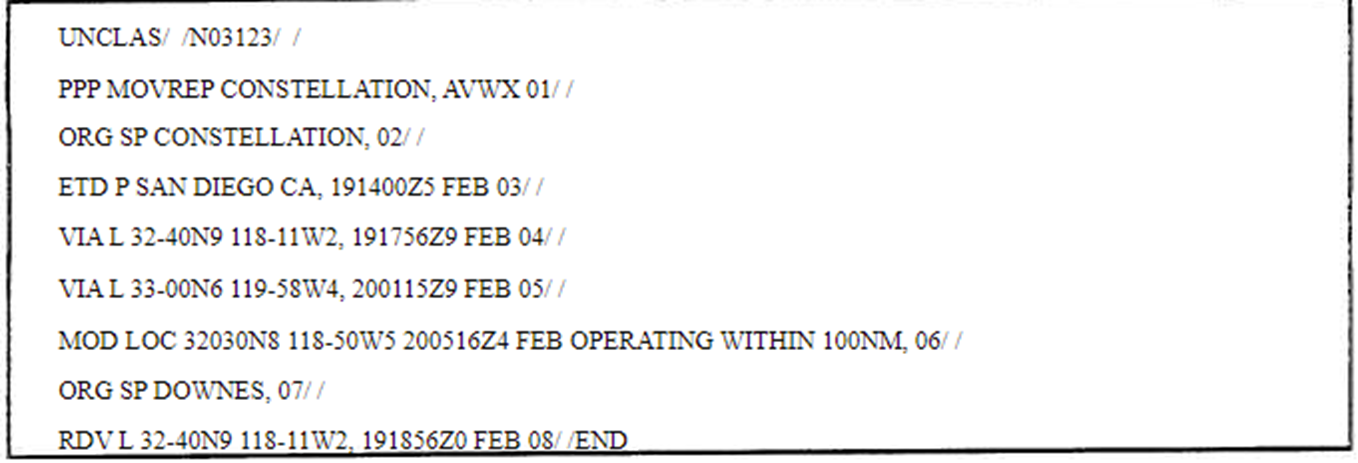 UNCLAS/ /N03123/ /
PPP MOVREP CONSTELLATION, AVWX 01/ /
ORG SP CONSTELLATION, 02/ /
ETD P SAN DIEGO CA, 191400Z5 FEB 03/ /
VIA L 32-40N9 118-11W2, 191756Z9 FEB 04/ /
VIA L 33-00N6 119-58W4, 200115Z9 FEB 05/ /
MOD LOC 32030N8 118-50W5 200516Z4 FEB OPERATING WITHIN 100NM, 06/ /
ORG SP DOWNES, 07/ /
RDV L 32-40N9 118-11W2, 191856Z0 FEB 08/ /END